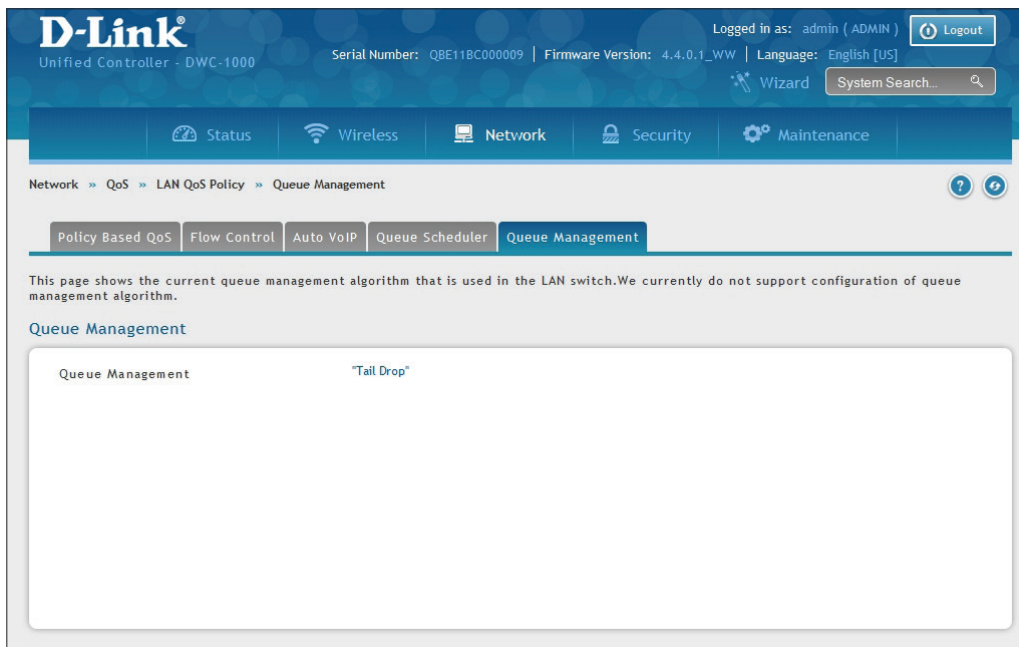 D-Link®
Unified Controller - DWC-1000
Logged in as: admin ( ADMIN )
Logout
Serial Number: QBE11BC000009 | Firmware Version: 4.4.0.1_WW | Language: English [US]
Wizard
System Search...
Status
Wireless
Network
Security
Maintenance
Network » QoS » LAN QoS Policy » Queue Management
?
Policy Based QoS
Flow Control
Auto VoIP
Queue Scheduler
Queue Management
This page shows the current queue management algorithm that is used in the LAN switch.We currently do not support configuration of queue
management algorithm.
Queue Management
Queue Management "Tail Drop"